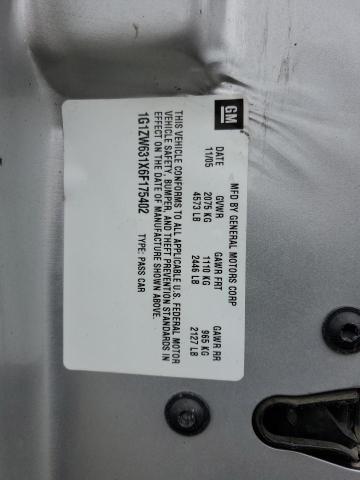 GM
MFD BY GENERAL MOTORS CORP
DATE GVWR GAWR FRT GAWR RR
11/05 2075 KG 1110 KG 965 KG
4573 LB 2446 LB 2127 LB
THIS VEHICLE CONFORMS TO ALL APPLICABLE U.S. FEDERAL MOTOR
VEHICLE SAFETY, BUMPER, AND THEFT PREVENTION STANDARDS IN
EFFECT ON THE DATE OF MANUFACTURE SHOWN ABOVE.
1G1ZW631X6F175402 TYPE: PASS CAR